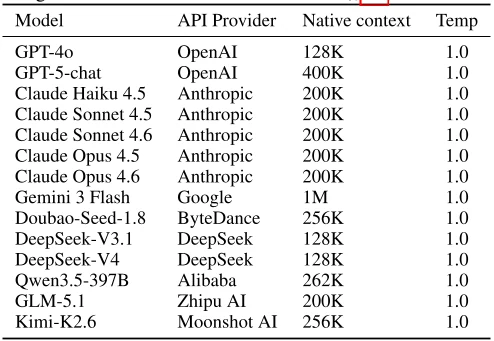 Model API Provider Native context Temp
GPT-4o OpenAI 128K 1.0
GPT-5-chat OpenAI 400K 1.0
Claude Haiku 4.5 Anthropic 200K 1.0
Claude Sonnet 4.5 Anthropic 200K 1.0
Claude Sonnet 4.6 Anthropic 200K 1.0
Claude Opus 4.5 Anthropic 200K 1.0
Claude Opus 4.6 Anthropic 200K 1.0
Gemini 3 Flash Google 1M 1.0
Doubao-Seed-1.8 ByteDance 256K 1.0
DeepSeek-V3.1 DeepSeek 128K 1.0
DeepSeek-V4 DeepSeek 128K 1.0
Qwen3.5-397B Alibaba 262K 1.0
GLM-5.1 Zhipu AI 200K 1.0
Kimi-K2.6 Moonshot AI 256K 1.0